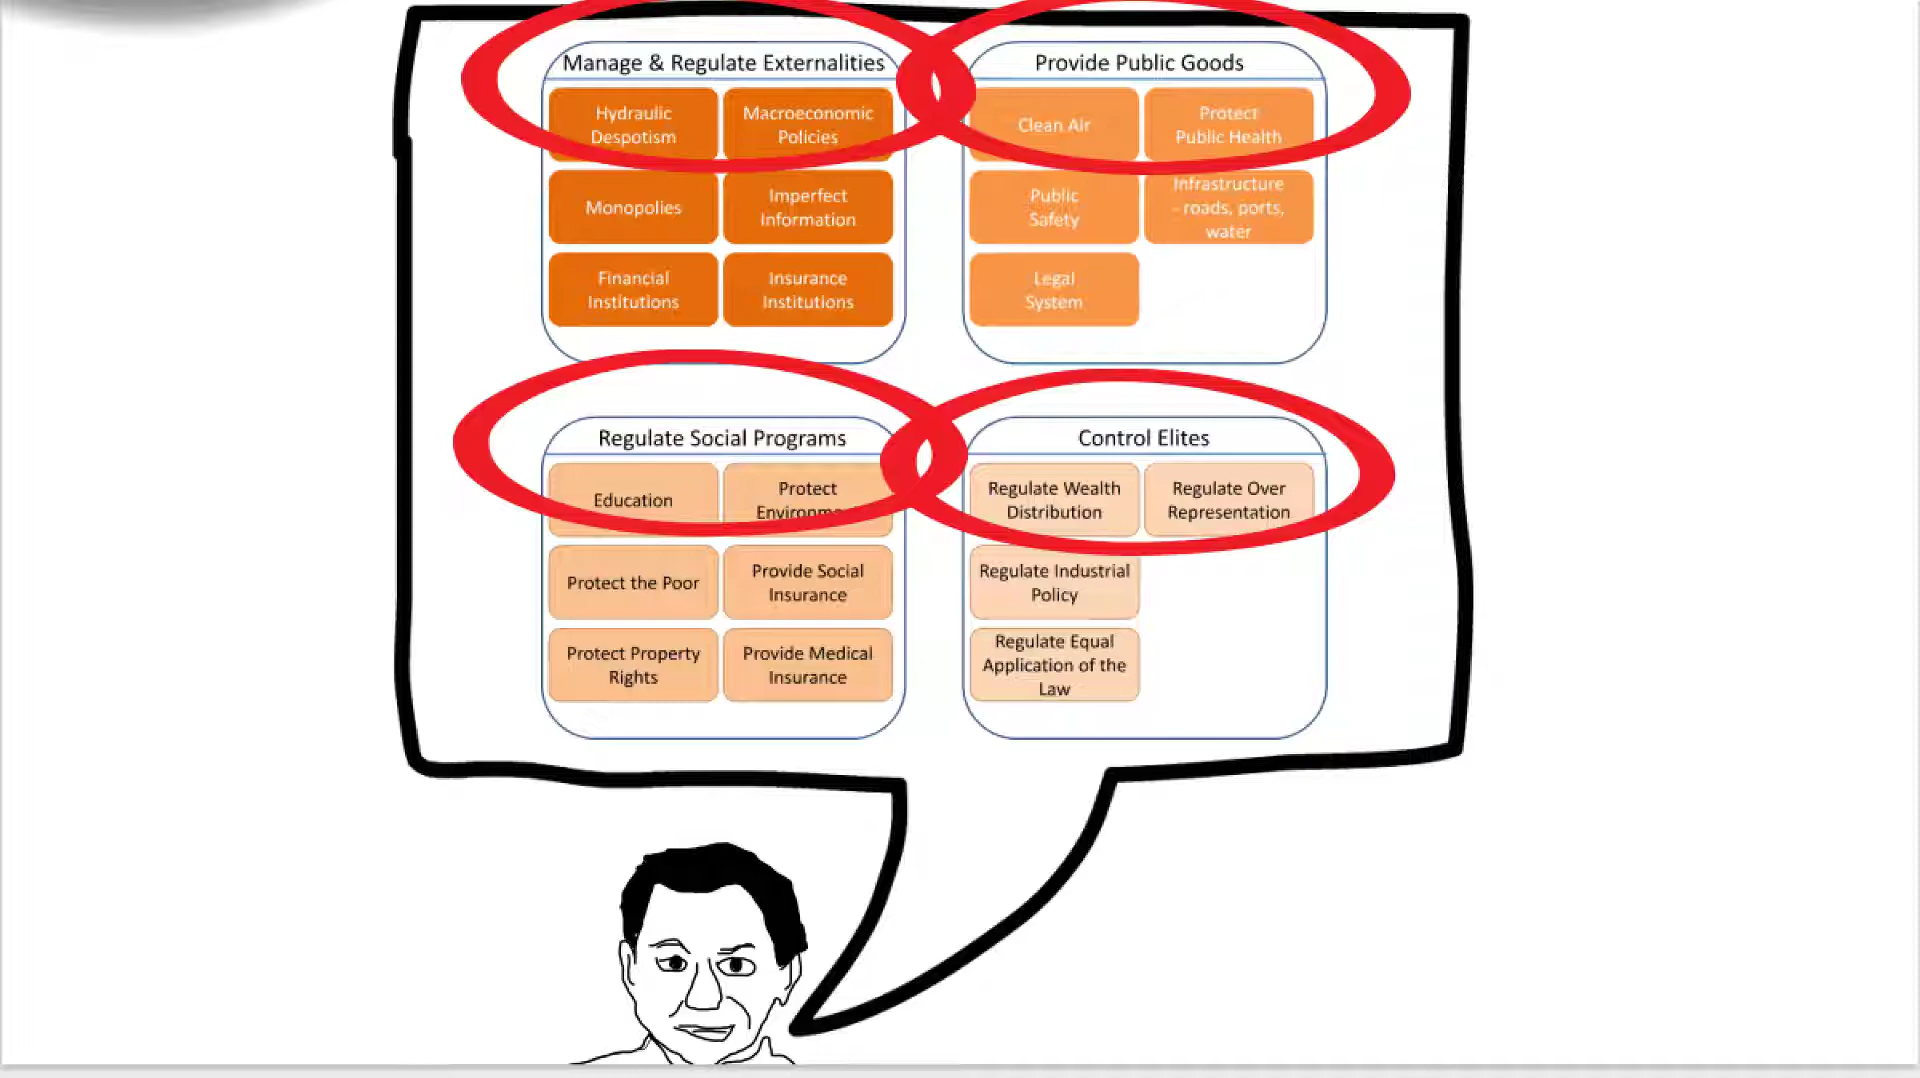 Manage & Regulate Externalities
Hydraulic
Despotism
Macroeconomic
Policies
Monopolies
Imperfect
Information
Financial
Institutions
Insurance
Institutions
Provide Public Goods
Clean Air
Protect
Public Health
Public
Safety
Infrastructure
- roads, ports,
water
Legal
System
Regulate Social Programs
Education
Protect
Environment
Protect the Poor
Provide Social
Insurance
Protect Property
Rights
Provide Medical
Insurance
Control Elites
Regulate Wealth
Distribution
Regulate Over
Representation
Regulate Industrial
Policy
Regulate Equal
Application of the
Law